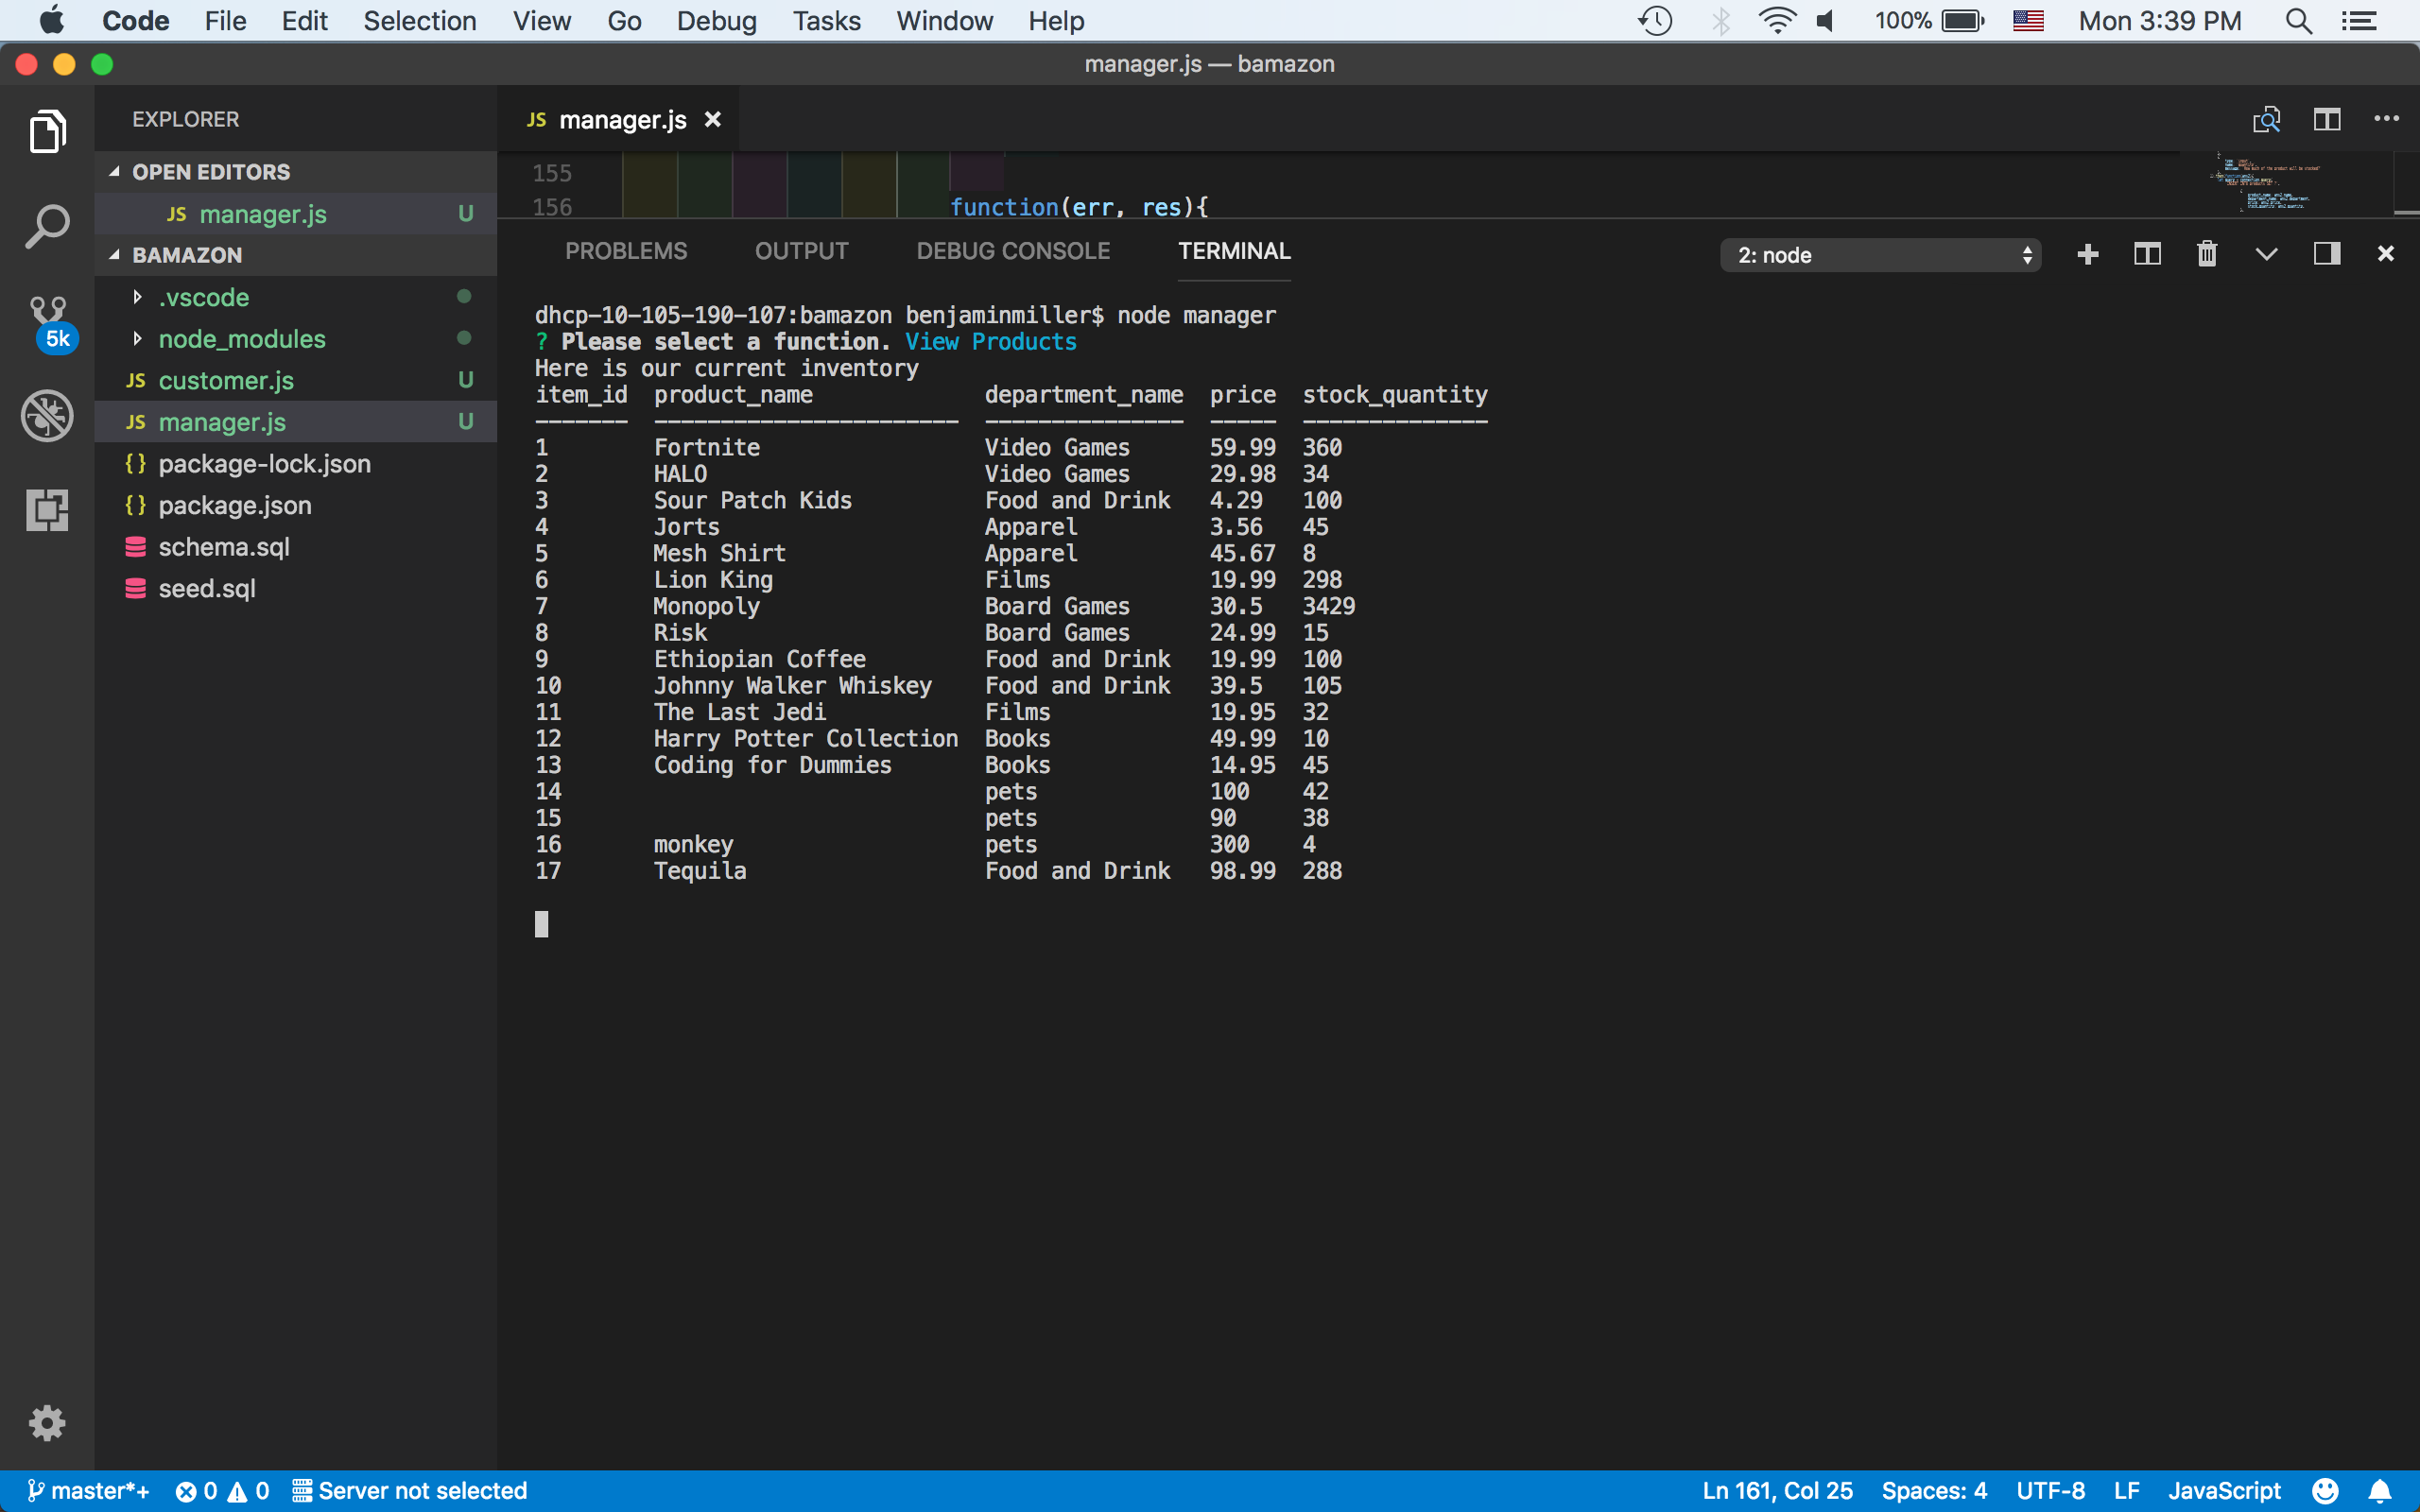 Code File Edit Selection View Go Debug Tasks Window Help 100% Mon 3:39 PM
manager.js — bamazon
EXPLORER
OPEN EDITORS
JS manager.js U
BAMAZON
.vscode
node_modules
JS customer.js U
JS manager.js U
{} package-lock.json
{} package.json
schema.sql
seed.sql
5k
JS manager.js ×
155
156 function(err, res){
PROBLEMS OUTPUT DEBUG CONSOLE TERMINAL 2: node
dhcp-10-105-190-107:bamazon benjaminmiller$ node manager
? Please select a function. View Products
Here is our current inventory
item_id product_name department_name price stock_quantity
------- ----------------------- --------------- ----- --------------
1 Fortnite Video Games 59.99 360
2 HALO Video Games 29.98 34
3 Sour Patch Kids Food and Drink 4.29 100
4 Jorts Apparel 3.56 45
5 Mesh Shirt Apparel 45.67 8
6 Lion King Films 19.99 298
7 Monopoly Board Games 30.5 3429
8 Risk Board Games 24.99 15
9 Ethiopian Coffee Food and Drink 19.99 100
10 Johnny Walker Whiskey Food and Drink 39.5 105
11 The Last Jedi Films 19.95 32
12 Harry Potter Collection Books 49.99 10
13 Coding for Dummies Books 14.95 45
14 pets 100 42
15 pets 90 38
16 monkey pets 300 4
17 Tequila Food and Drink 98.99 288
master*+ 0 0 Server not selected Ln 161, Col 25 Spaces: 4 UTF-8 LF JavaScript